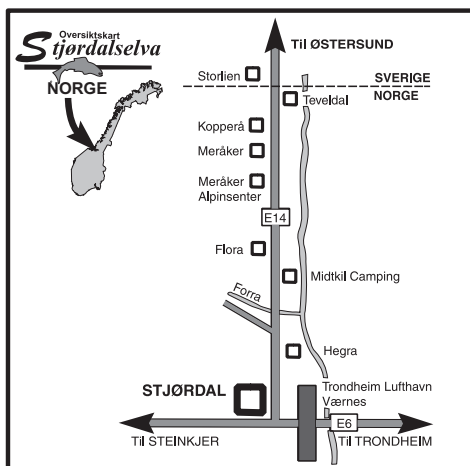 Oversiktskart
Stjørdalselva
NORGE
Til ØSTERSUND
Storlien
SVERIGE
NORGE
Teveldal
Kopperå
Meråker
Meråker
Alpinsenter
E14
Flora
Midtkil Camping
Forra
Hegra
STJØRDAL
Trondheim Lufthavn
Værnes
E6
Til STEINKJER
Til TRONDHEIM